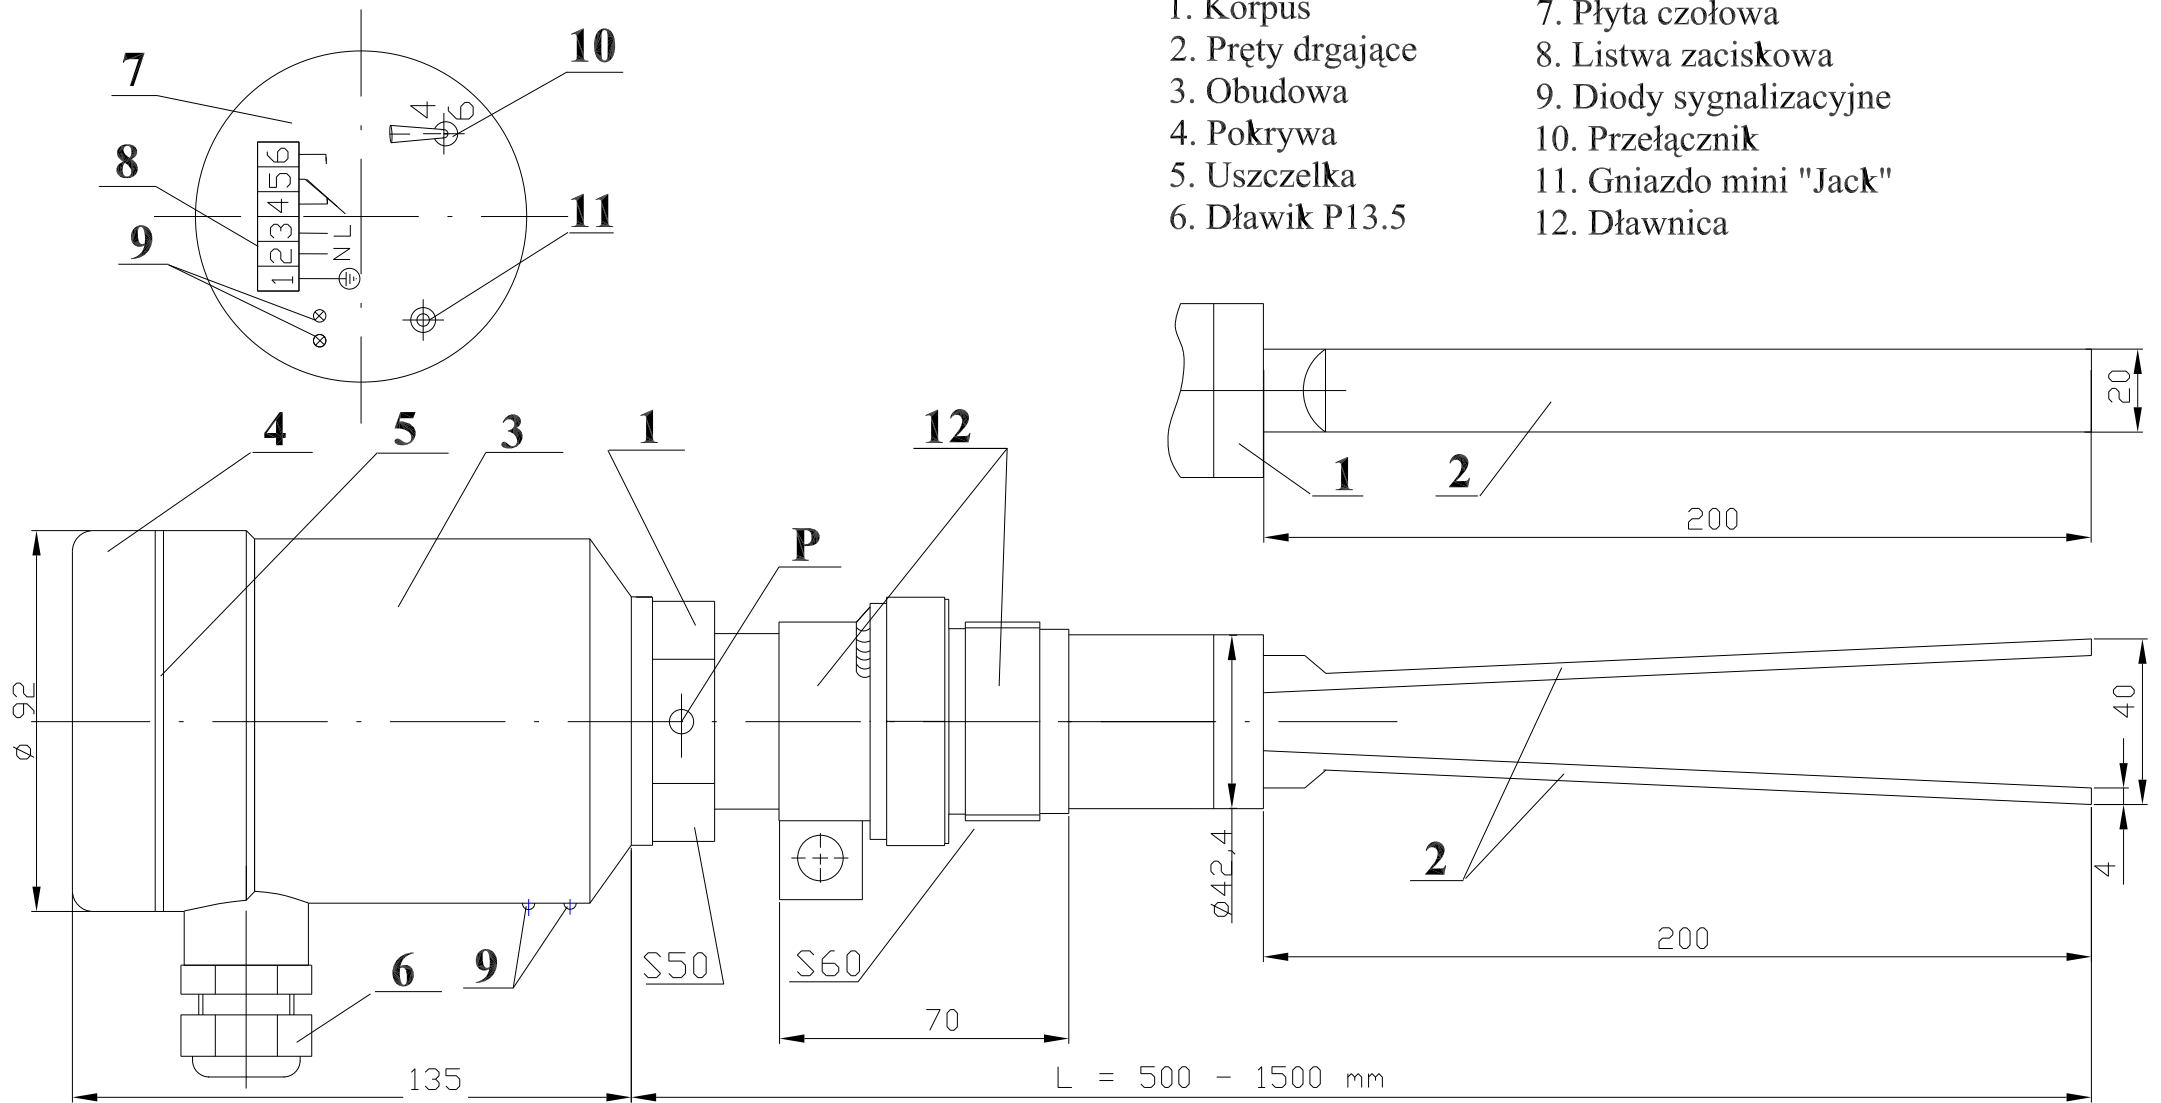 1. Korpus
2. Pręty drgające
3. Obudowa
4. Pokrywa
5. Uszczelka
6. Dławik P13.5
7. Płyta czołowa
8. Listwa zaciskowa
9. Diody sygnalizacyjne
10. Przełącznik
11. Gniazdo mini "Jack"
12. Dławnica
7
10
4 6
8
6
5
4
3 L
2 N
1
11
9
20
1
2
200
4
5
3
1
12
P
ø 92
40
4
2
ø42,4
200
6
9
S50
S60
70
135
L = 500 - 1500 mm